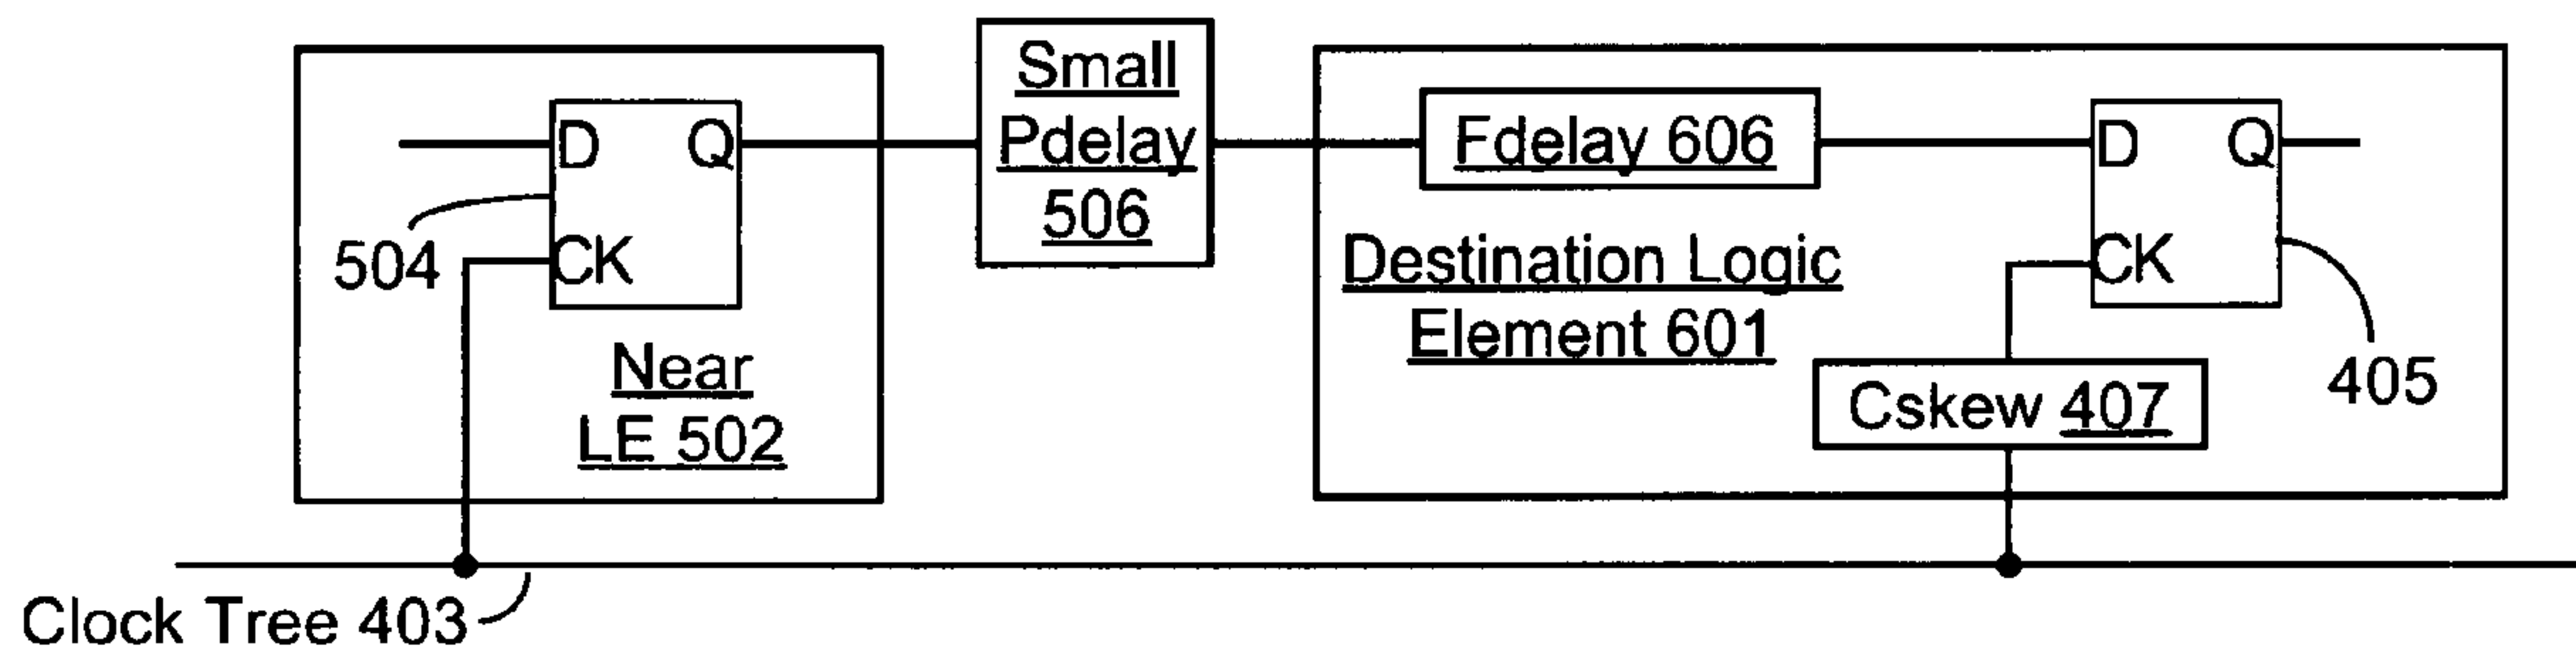 D Q
CK
504
Near
LE 502
Small
Pdelay
506
Fdelay 606
Destination Logic
Element 601
D Q
CK
405
Cskew 407
Clock Tree 403